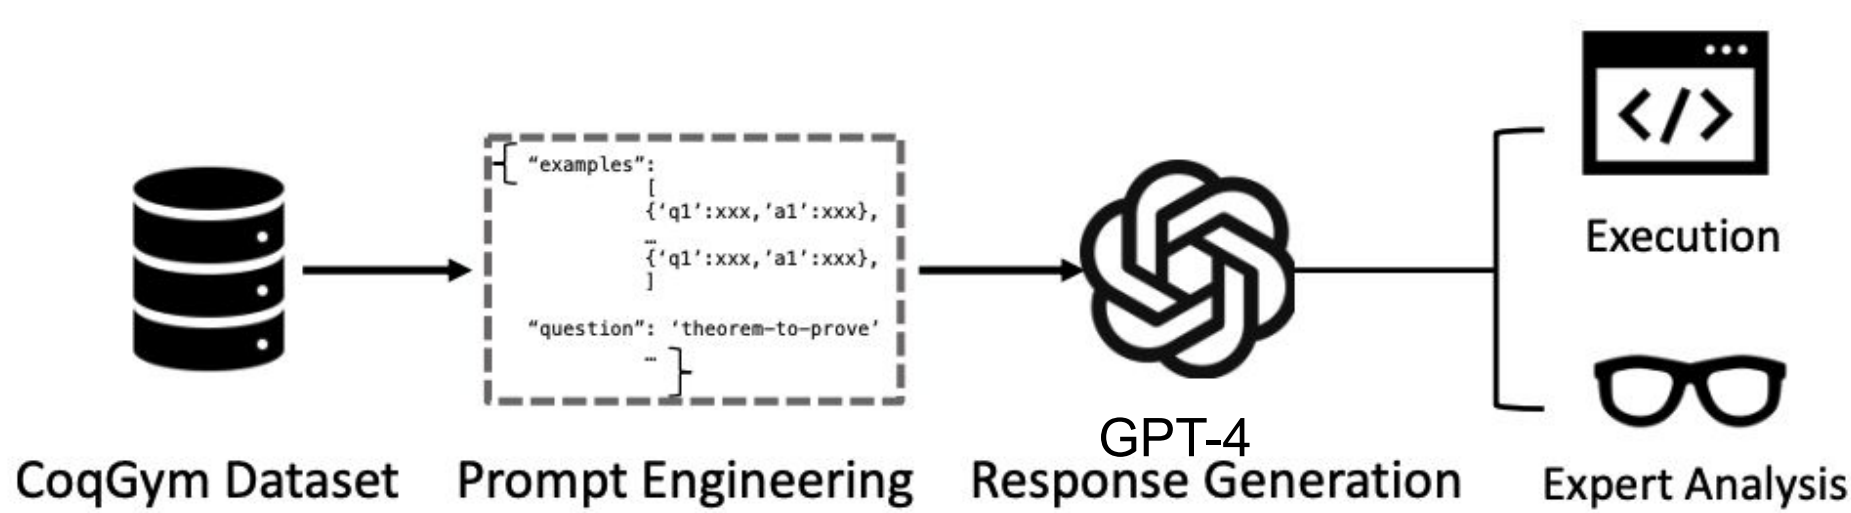 “examples”:
[
{‘q1’:xxx,’a1’:xxx},
…
{‘q1’:xxx,’a1’:xxx},
]
“question”: ‘theorem-to-prove’
…
</>
Execution
GPT-4
CoqGym Dataset
Prompt Engineering
Response Generation
Expert Analysis